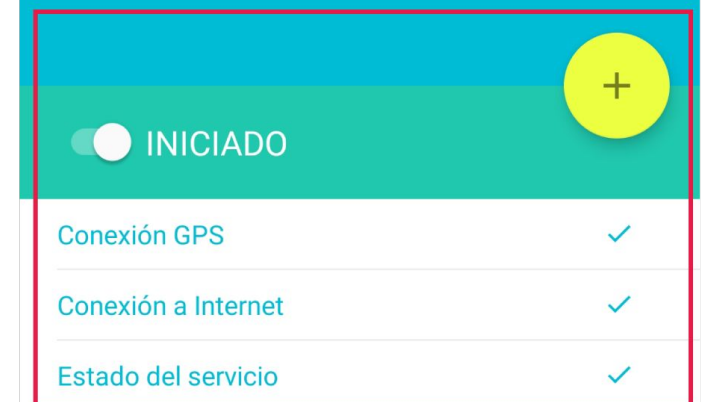 +
INICIADO
Conexión GPS
Conexión a Internet
Estado del servicio